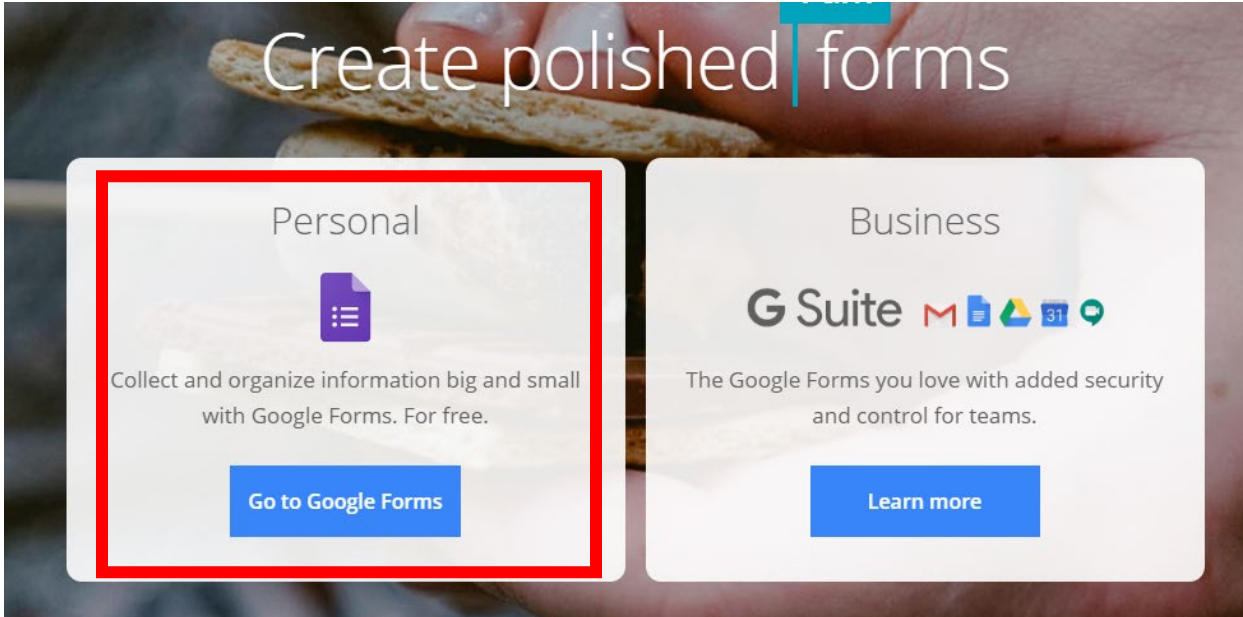 Create polished forms
Personal
Collect and organize information big and small
with Google Forms. For free.
Go to Google Forms
Business
G Suite
31
The Google Forms you love with added security
and control for teams.
Learn more